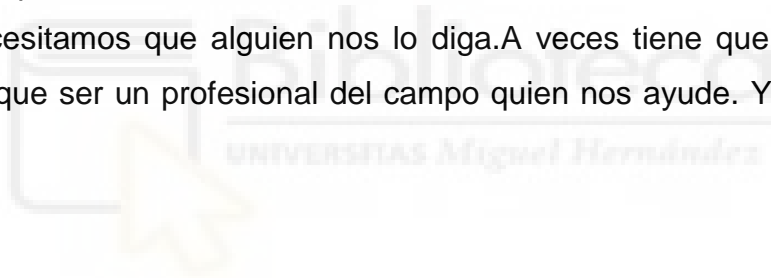 cesitamos que alguien nos lo diga.A veces tiene que
que ser un profesional del campo quien nos ayude. Y
Biblioteca
UNIVERSITAS Miguel Hernández